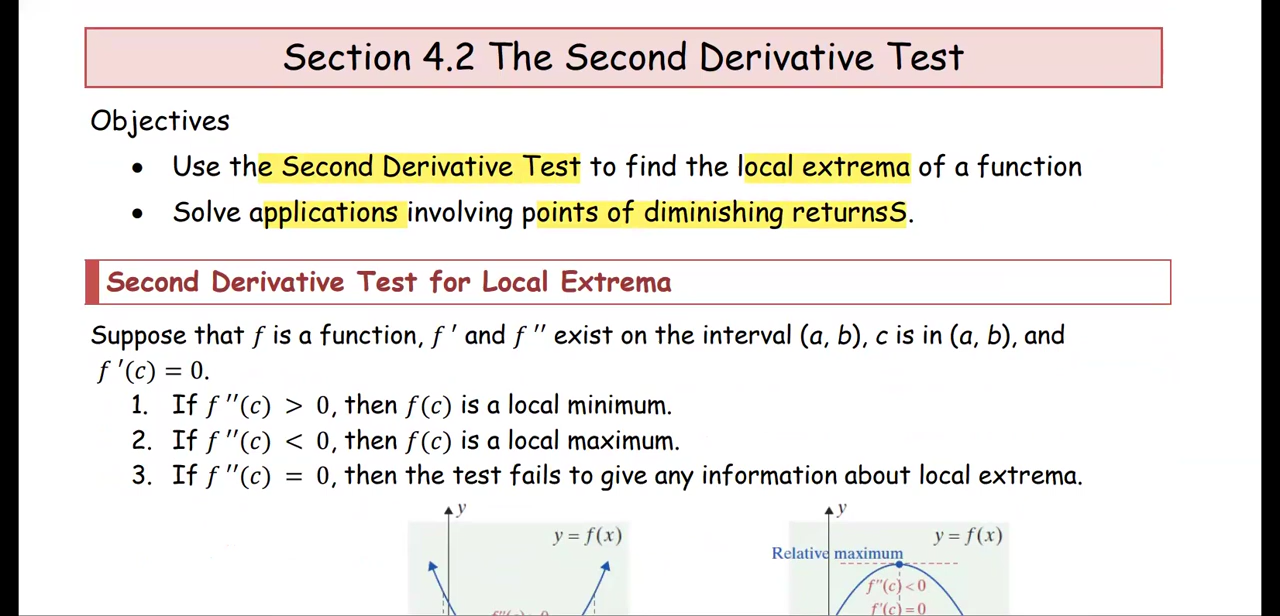 Section 4.2 The Second Derivative Test
Objectives
• Use the Second Derivative Test to find the local extrema of a function
• Solve applications involving points of diminishing returnsS.
Second Derivative Test for Local Extrema
Suppose that f is a function, f ′ and f ″ exist on the interval (a, b), c is in (a, b), and
f ′(c) = 0.
1. If f ″(c) > 0, then f(c) is a local minimum.
2. If f ″(c) < 0, then f(c) is a local maximum.
3. If f ″(c) = 0, then the test fails to give any information about local extrema.
y
y = f(x)
y
y = f(x)
Relative maximum
f″(c) < 0
f′(c) = 0